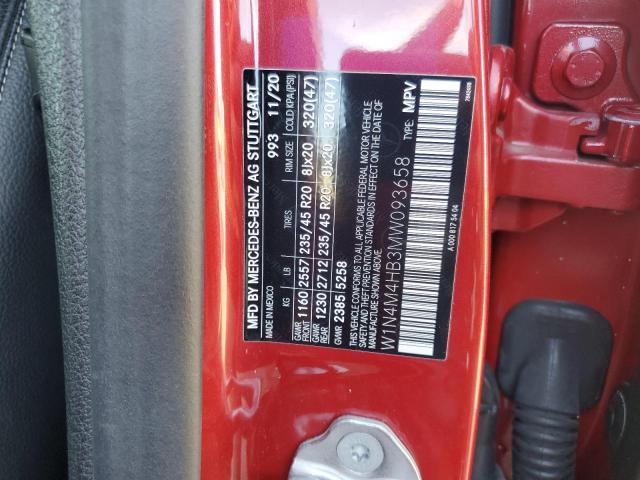 MFD BY MERCEDES-BENZ AG STUTTGART
MADE IN MEXICO 993 11/20
KG LB TIRES RIM SIZE COLD KPA(PSI)
GAWR FRONT 1160 2557 235/45 R20 8Jx20 320(47)
GAWR REAR 1230 2712 235/45 R20 8Jx20 320(47)
GVWR 2385 5258
THIS VEHICLE CONFORMS TO ALL APPLICABLE FEDERAL MOTOR VEHICLE
SAFETY AND THEFT PREVENTION STANDARDS IN EFFECT ON THE DATE OF
MANUFACTURE SHOWN ABOVE.
W1N4M4HB3MW093658 TYPE: MPV
A 000 817 34 04